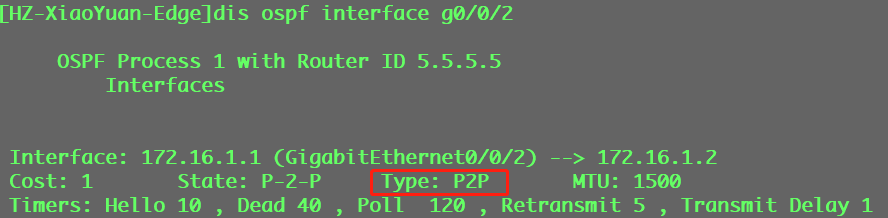 [HZ-XiaoYuan-Edge]dis ospf interface g0/0/2
OSPF Process 1 with Router ID 5.5.5.5
Interfaces
Interface: 172.16.1.1 (GigabitEthernet0/0/2) --> 172.16.1.2
Cost: 1 State: P-2-P Type: P2P MTU: 1500
Timers: Hello 10 , Dead 40 , Poll 120 , Retransmit 5 , Transmit Delay 1